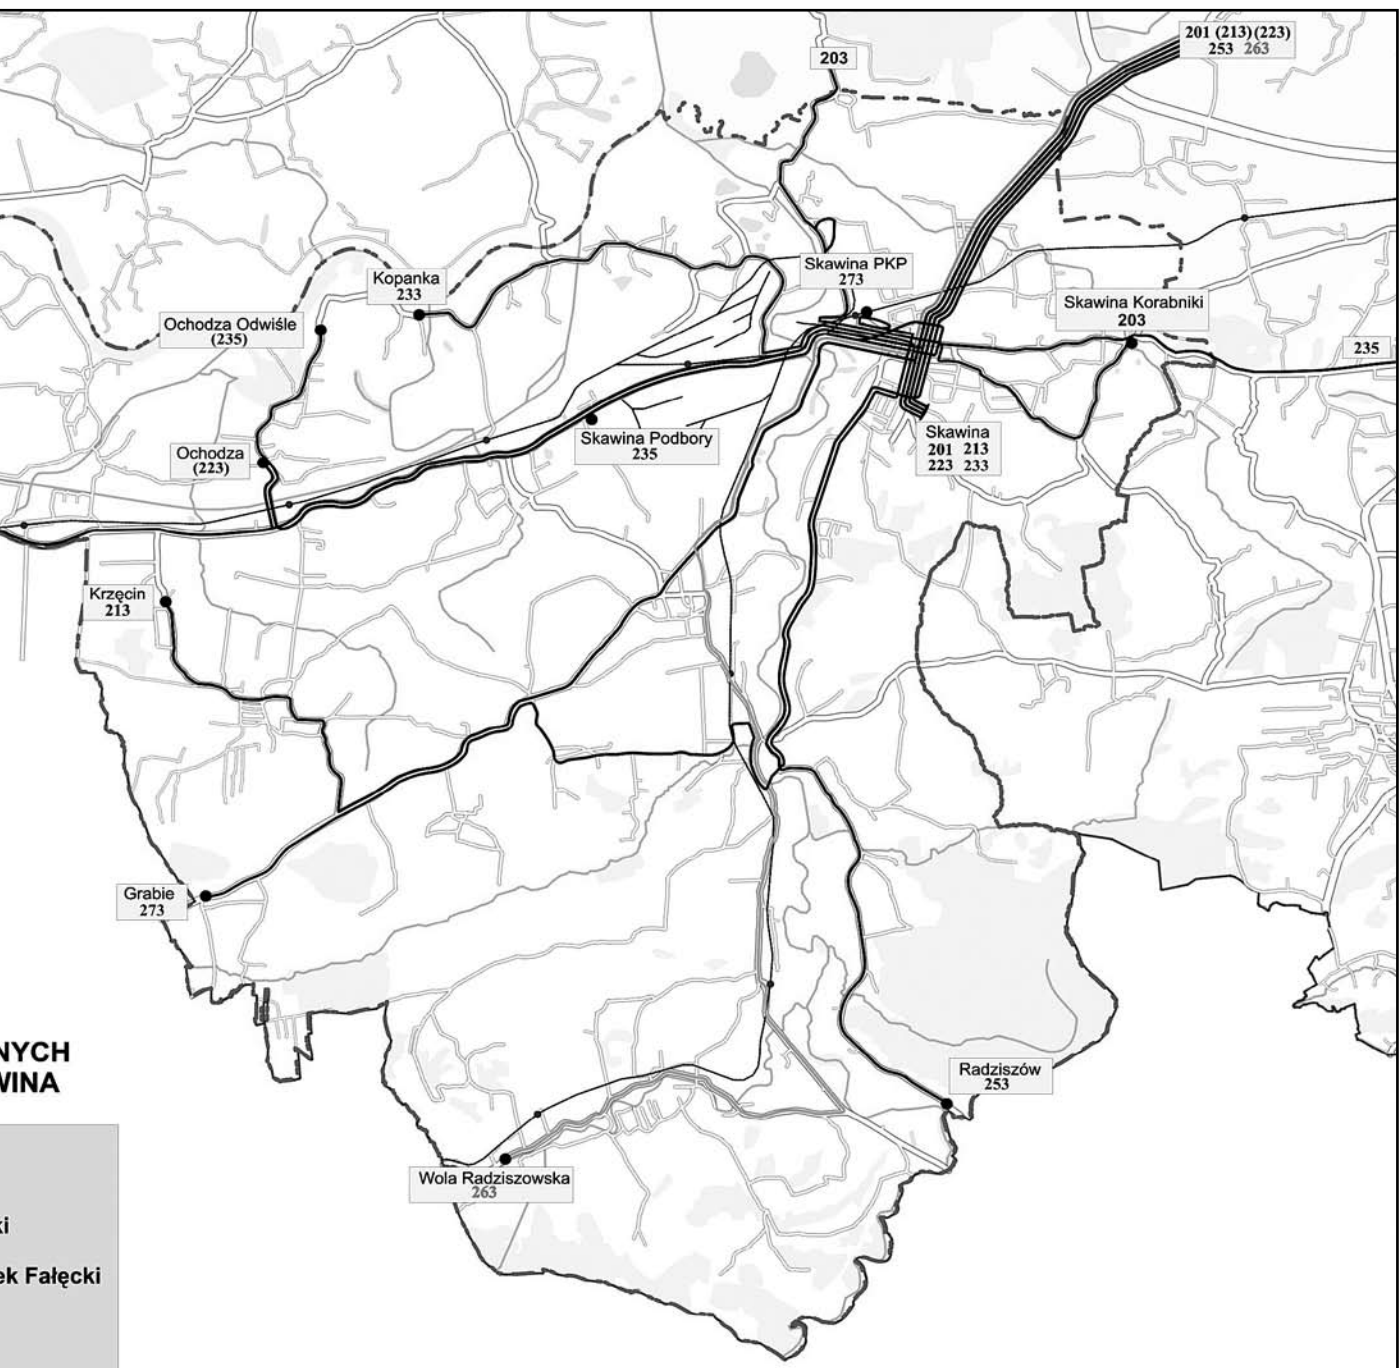 201 (213)(223)
253 263
203
Skawina PKP
273
Kopanka
233
Skawina Korabniki
203
Ochodza Odwiśle
(235)
235
Skawina Podbory
235
Skawina
201 213
223 233
Ochodza
(223)
Krzęcin
213
Grabie
273
NYCH
WINA
Radziszów
253
Wola Radziszowska
263
ki
ek Fałęcki